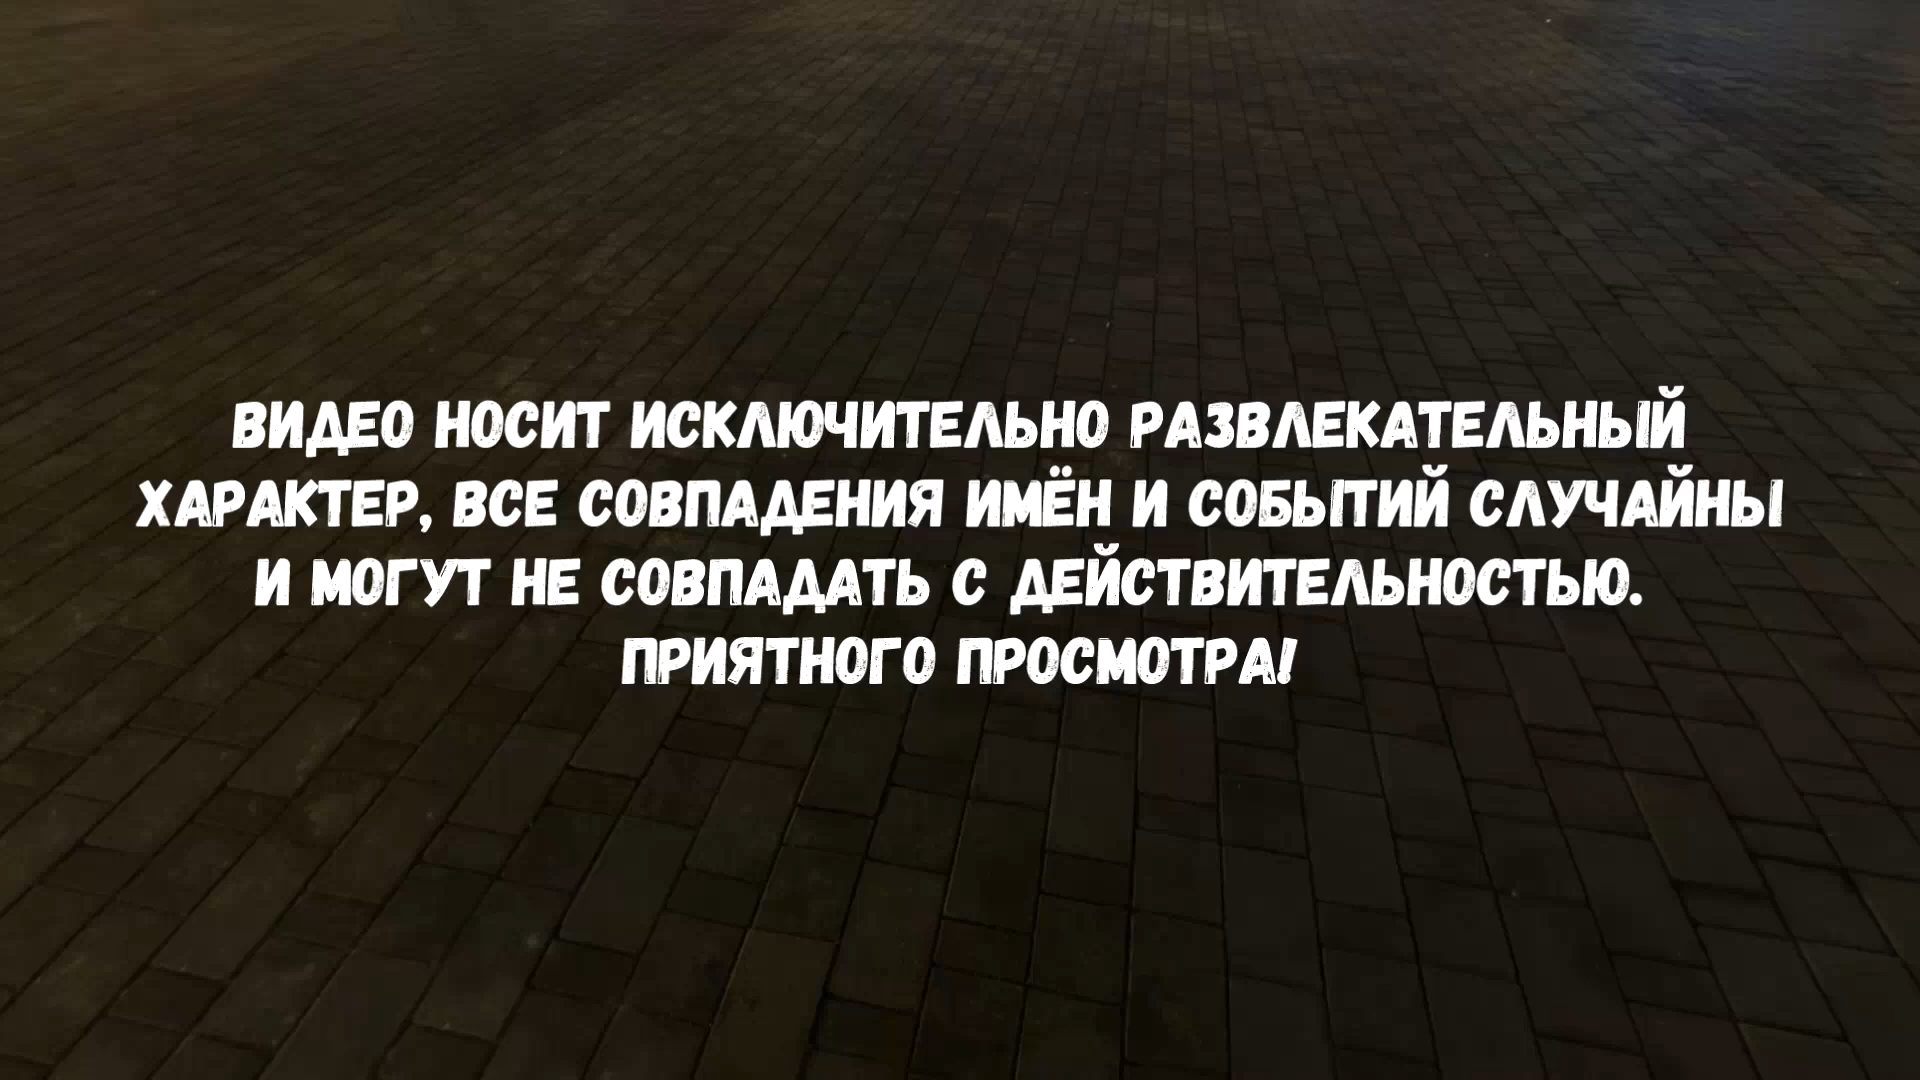 ВИДЕО НОСИТ ИСКЛЮЧИТЕЛЬНО РАЗВЛЕКАТЕЛЬНЫЙ
ХАРАКТЕР, ВСЕ СОВПАДЕНИЯ ИМЁН И СОБЫТИЙ СЛУЧАЙНЫ
И МОГУТ НЕ СОВПАДАТЬ С ДЕЙСТВИТЕЛЬНОСТЬЮ.
ПРИЯТНОГО ПРОСМОТРА!